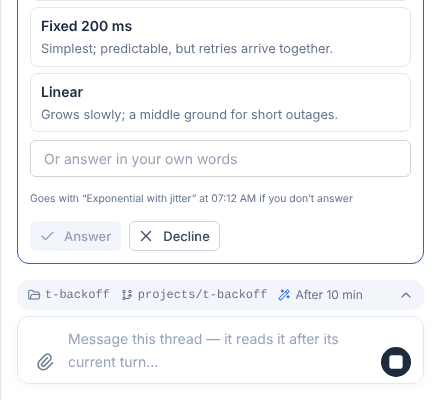 Fixed 200 ms
Simplest; predictable, but retries arrive together.
Linear
Grows slowly; a middle ground for short outages.
Or answer in your own words
Goes with “Exponential with jitter” at 07:12 AM if you don't answer
Answer Decline
t-backoff projects/t-backoff After 10 min
Message this thread — it reads it after its
current turn...